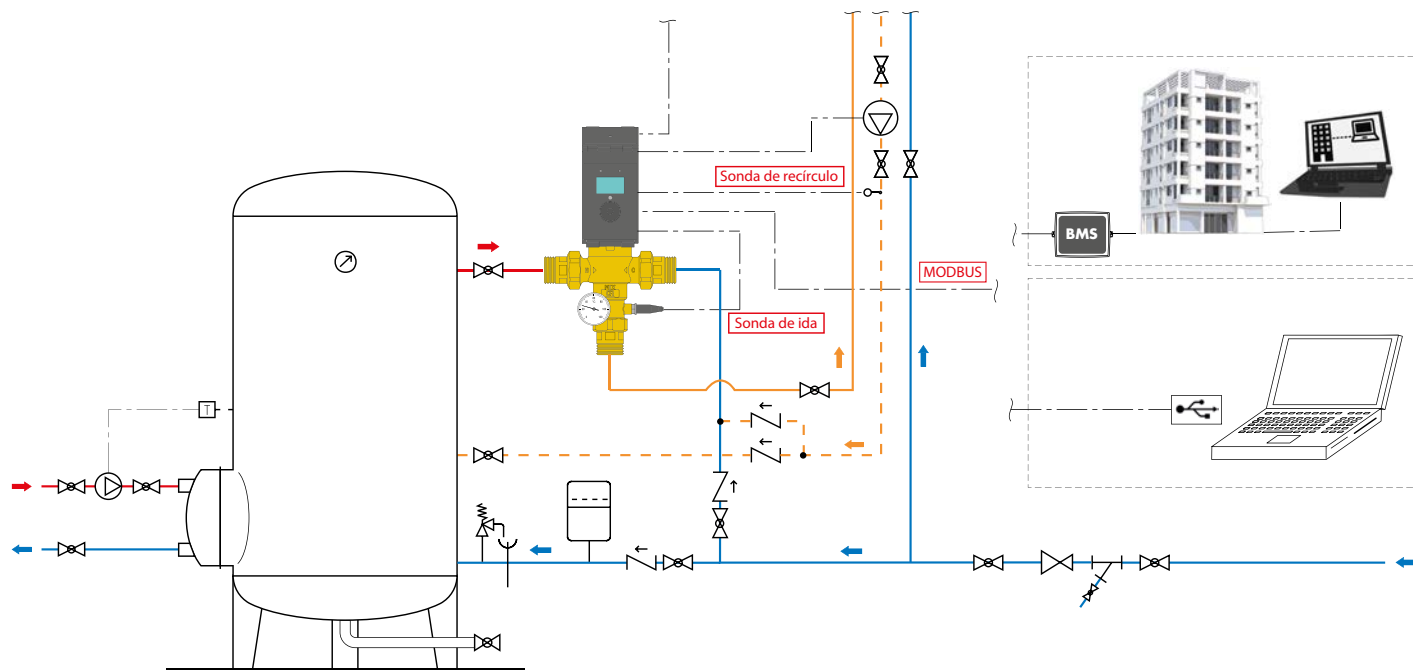 Sonda de recírculo
BMS
MODBUS
Sonda de ida
T